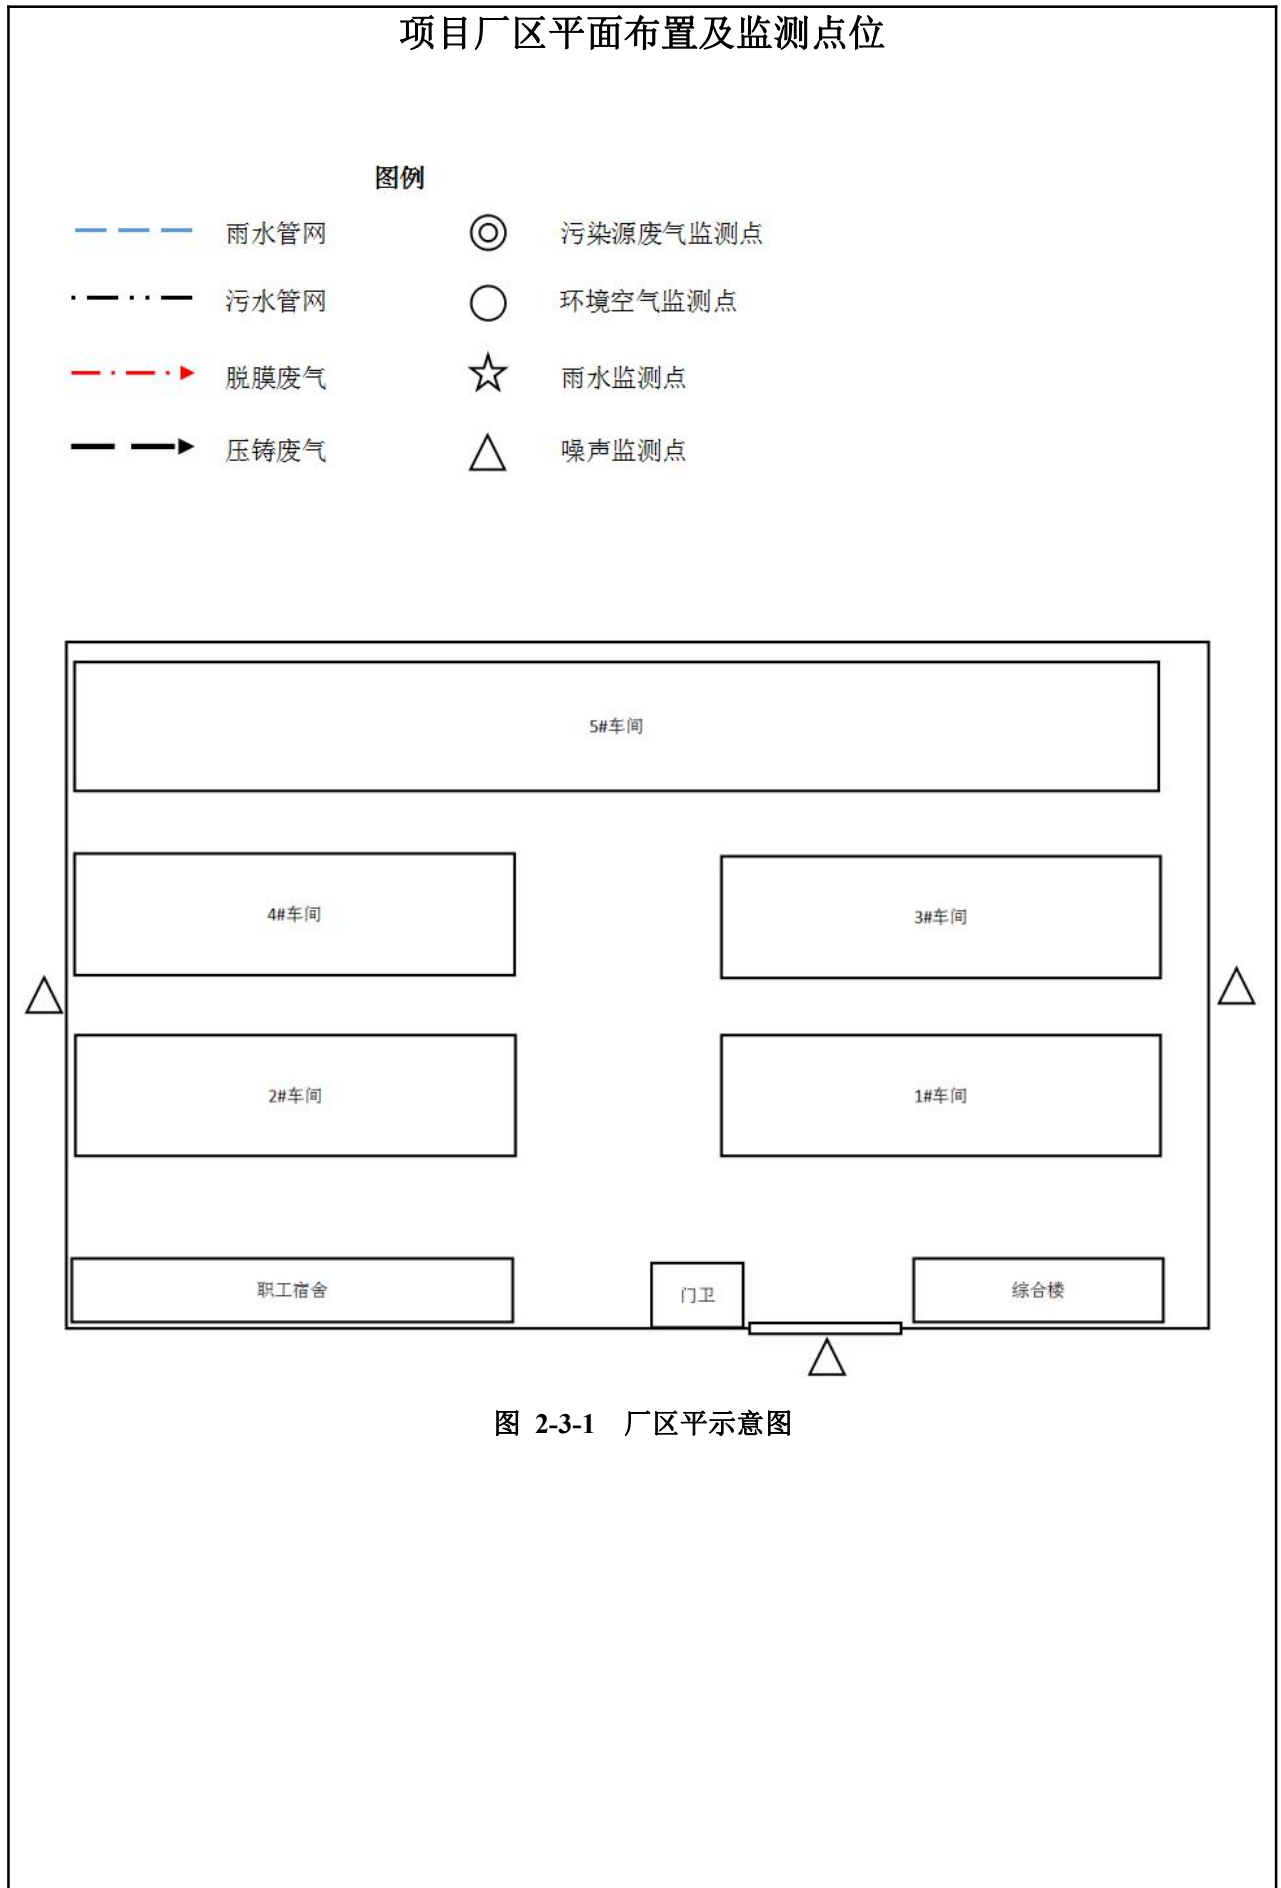 项目厂区平面布置及监测点位
图例
雨水管网 污染源废气监测点
污水管网 环境空气监测点
脱膜废气 雨水监测点
压铸废气 噪声监测点
5#车间
4#车间 3#车间
2#车间 1#车间
职工宿舍 门卫 综合楼
图 2-3-1 厂区平示意图